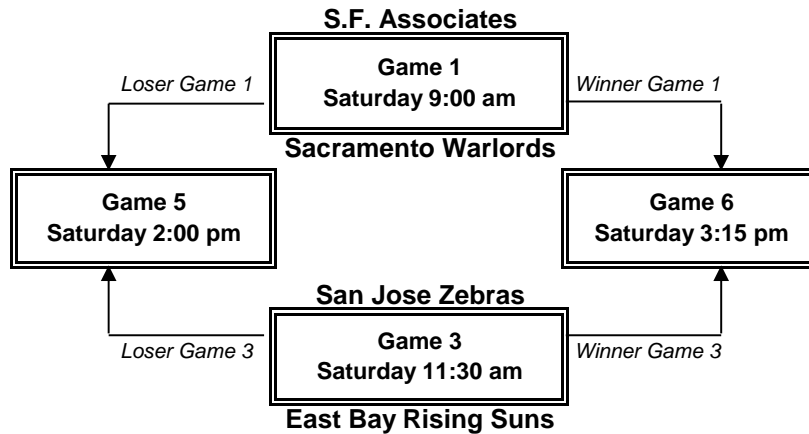 S.F. Associates
Game 1
Saturday 9:00 am
Loser Game 1
Winner Game 1
Sacramento Warlords
Game 5
Saturday 2:00 pm
Game 6
Saturday 3:15 pm
San Jose Zebras
Game 3
Saturday 11:30 am
Loser Game 3
Winner Game 3
East Bay Rising Suns